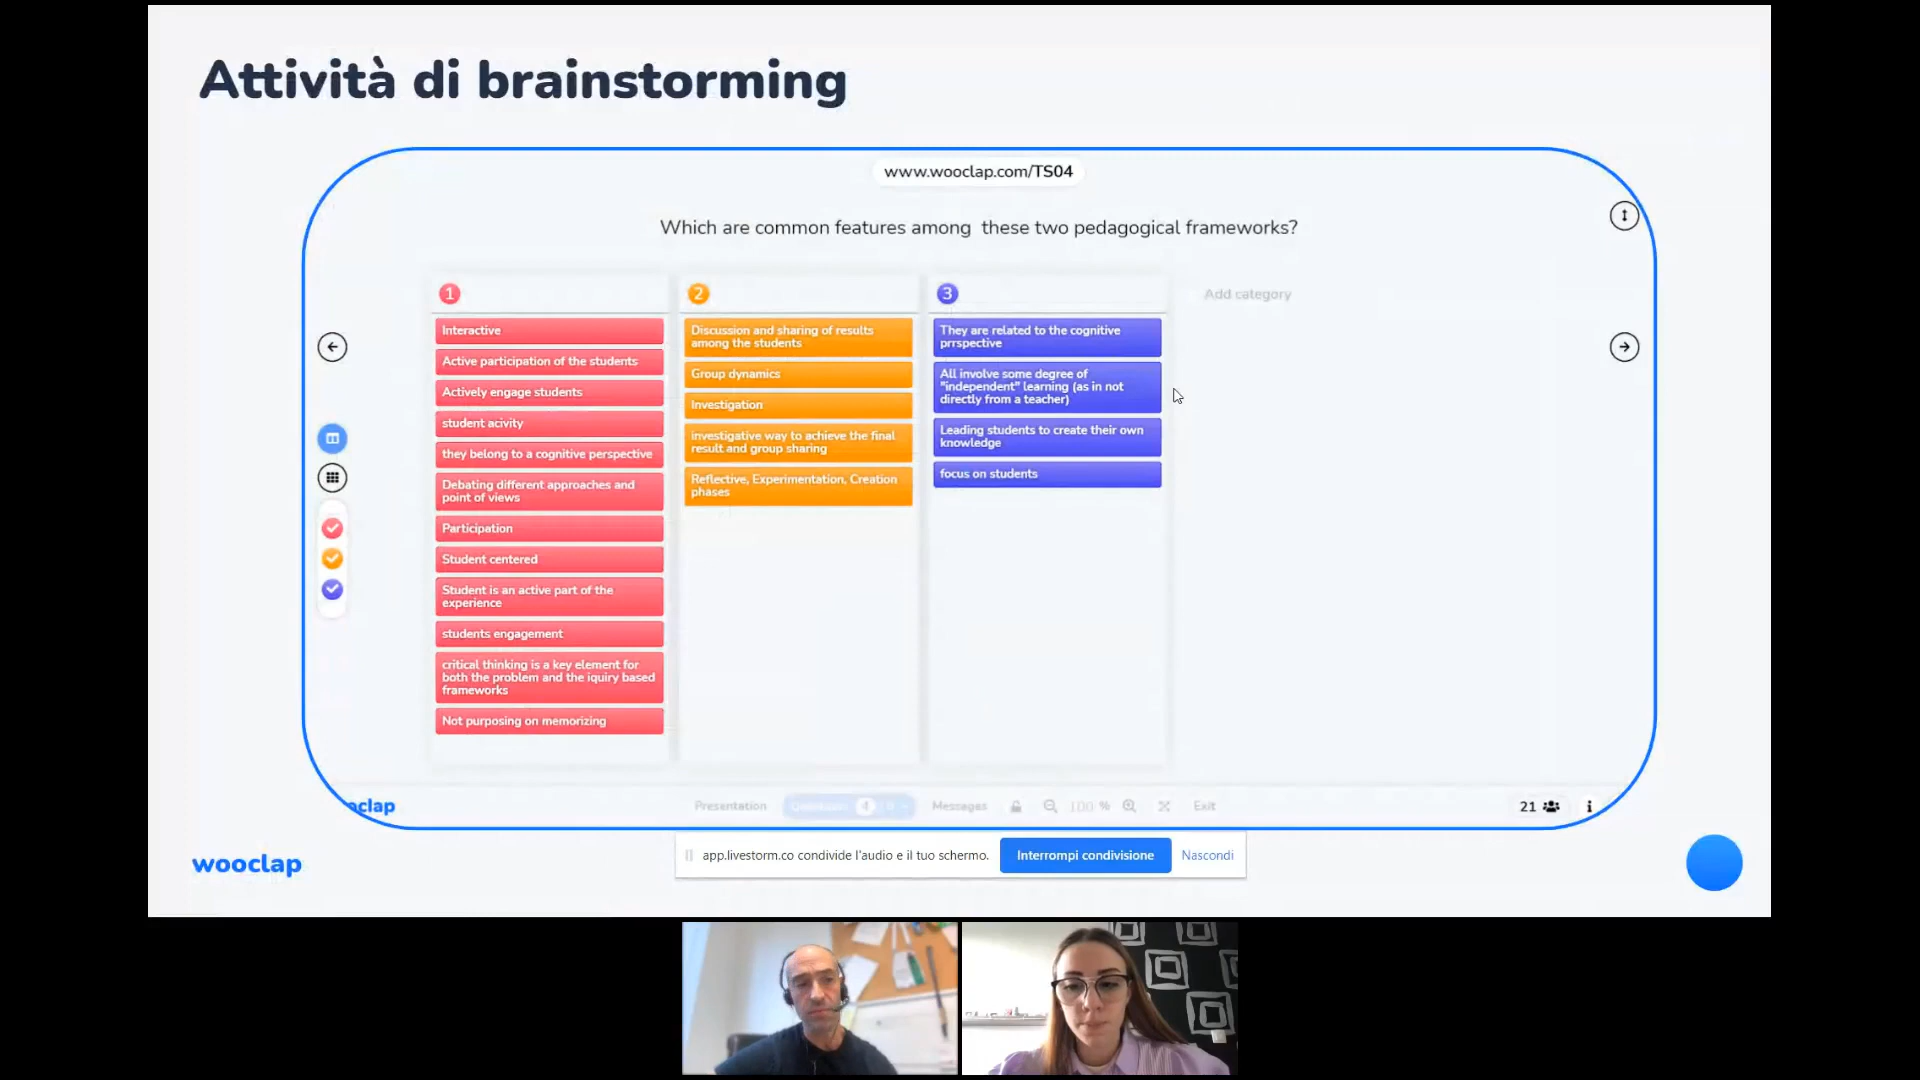 Attività di brainstorming
www.wooclap.com/TS04
Which are common features among these two pedagogical frameworks?
1
Interactive
Active participation of the students
Actively engage students
student acivity
they belong to a cognitive perspective
Debating different approaches and
point of views
Participation
Student centered
Student is an active part of the
experience
students engagement
critical thinking is a key element for
both the problem and the iquiry based
frameworks
Not purposing on memorizing
2
Discussion and sharing of results
among the students
Group dynamics
Investigation
investigative way to achieve the final
result and group sharing
Reflective, Experimentation, Creation
phases
3
They are related to the cognitive
prrspective
All involve some degree of
"independent" learning (as in not
directly from a teacher)
Leading students to create their own
knowledge
focus on students
Add category
oclap
Presentation
4
Messages
100 %
Exit
21
i
wooclap
app.livestorm.co condivide l'audio e il tuo schermo.
Interrompi condivisione
Nascondi